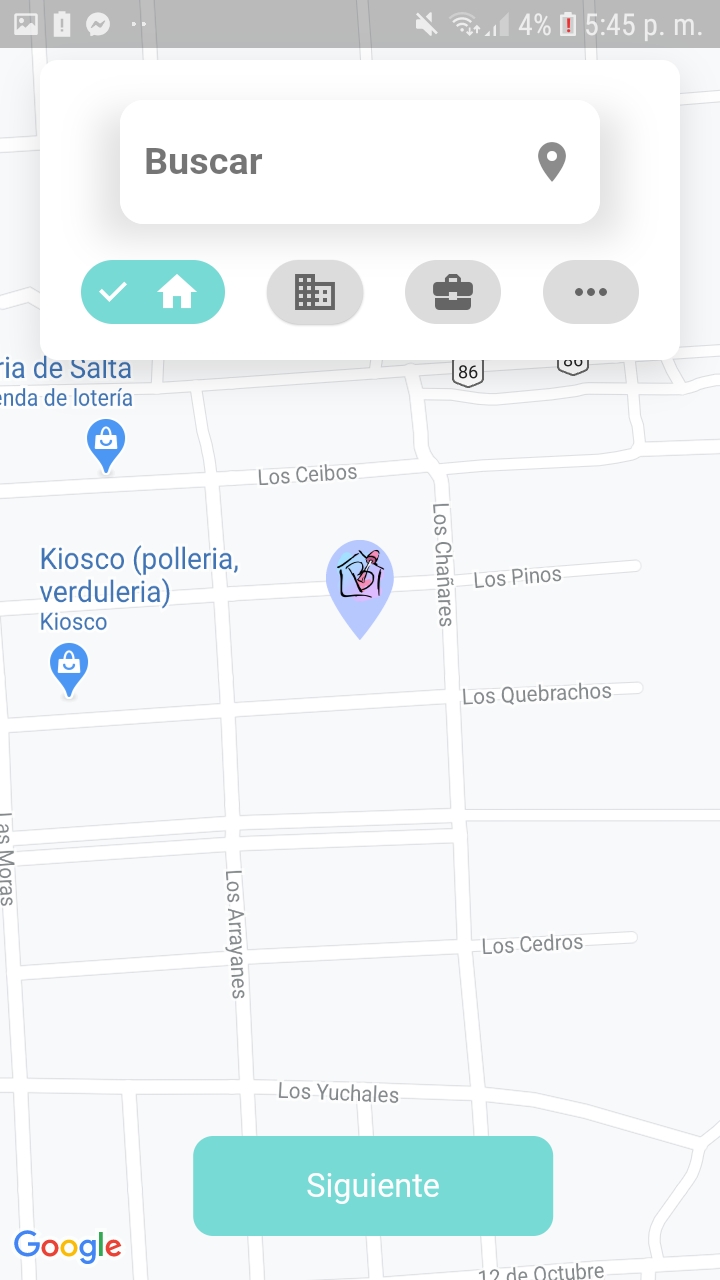 4% 5:45 p. m.
Buscar
86
86
ria de Salta
enda de lotería
Los Ceibos
Los Chañares
Kiosco (polleria,
verduleria)
Kiosco
Los Pinos
Los Quebrachos
Las Moras
Los Arrayanes
Los Cedros
Los Yuchales
Siguiente
Google
12 de Octubre